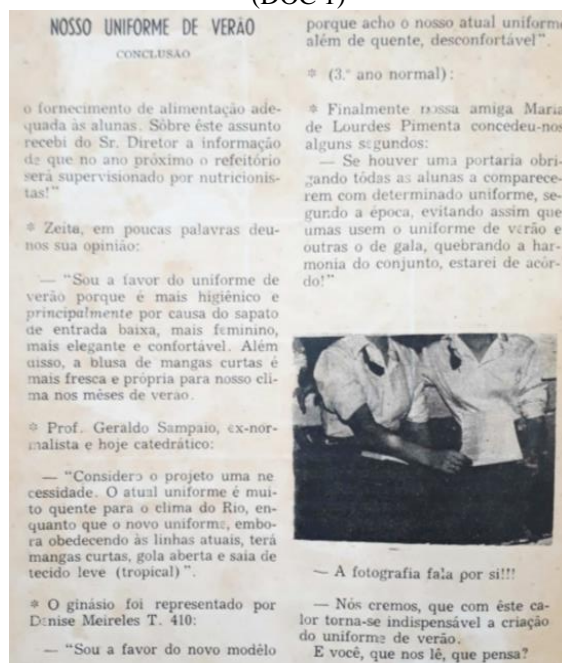 (DOC 1)
NOSSO UNIFORME DE VERÃO
CONCLUSÃO
o fornecimento de alimentação ade-
quada às alunas. Sôbre êste assunto
recebi do Sr. Diretor a informação
de que no ano próximo o refeitório
será supervisionado por nutricionis-
tas!"
* Zeita, em poucas palavras deu-
nos sua opinião:
— "Sou a favor do uniforme de
verão porque é mais higiênico e
principalmente por causa do sapato
de entrada baixa, mais feminino,
mais elegante e confortável. Além
disso, a blusa de mangas curtas é
mais fresca e própria para nosso cli-
ma nos mêses de verão.
* Prof. Geraldo Sampaio, ex-nor-
malista e hoje catedrático:
— "Considero o projeto uma ne
cessidade. O atual uniforme é mui-
to quente para o clima do Rio, en-
quanto que o novo uniforme, embo-
ra obedecendo às linhas atuais, terá
mangas curtas, gola aberta e saia de
tecido leve (tropical)".
* O ginásio foi representado por
Denise Meireles T. 410:
— "Sou a favor do novo modêlo
porque acho o nosso atual uniforme
além de quente, desconfortável".
* (3.º ano normal):
* Finalmente nossa amiga Maria
de Lourdes Pimenta concedeu-nos
alguns segundos:
— Se houver uma portaria obri-
gando tôdas as alunas a comparece-
rem com determinado uniforme, se-
gundo a época, evitando assim que
umas usem o uniforme de verão e
outras o de gala, quebrando a har-
monia do conjunto, estarei de acôr-
do!"
— A fotografia fala por si!!!
— Nós cremos, que com êste ca-
lor torna-se indispensável a criação
do uniforme de verão.
E você, que nos lê, que pensa?